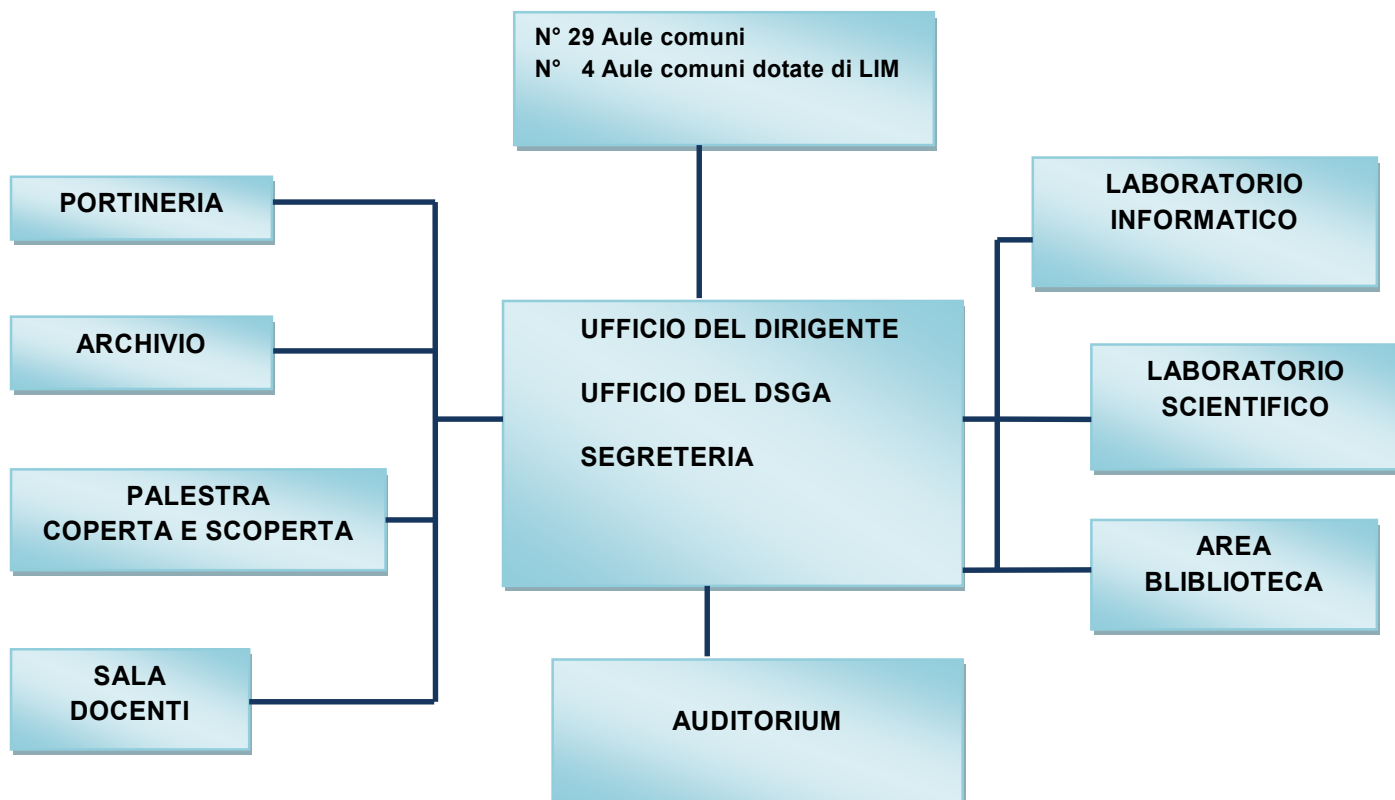 N° 29 Aule comuni
N° 4 Aule comuni dotate di LIM
PORTINERIA
ARCHIVIO
PALESTRA
COPERTA E SCOPERTA
SALA
DOCENTI
UFFICIO DEL DIRIGENTE
UFFICIO DEL DSGA
SEGRETERIA
AUDITORIUM
LABORATORIO
INFORMATICO
LABORATORIO
SCIENTIFICO
AREA
BLIBLIOTECA